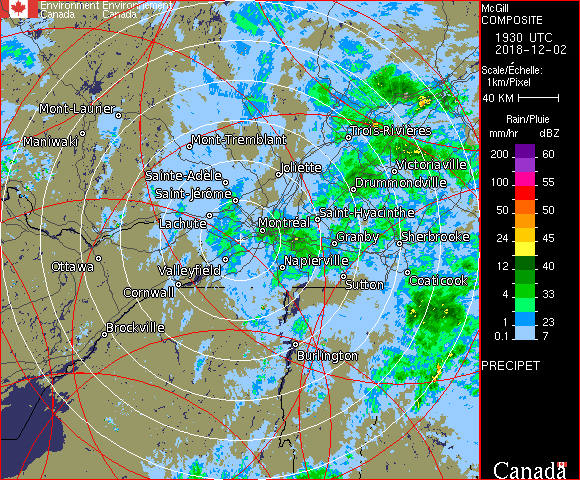 Environment Environnement
Canada Canada
McGill
COMPOSITE
1930 UTC
2018-12-02
Scale/Échelle:
1km/Pixel
40 KM
Rain/Pluie
mm/hr dBZ
200 60
100 55
50 50
24 45
12 40
4 33
1 23
0.1 7
PRECIPET
Canada
Mont-Laurier
Maniwaki
Mont-Tremblant
Trois-Rivières
Joliette
Victoriaville
Sainte-Adèle
Drummondville
Saint-Jérôme
Lachute
Saint-Hyacinthe
Montréal
Granby
Sherbrooke
Ottawa
Valleyfield
Napierville
Cornwall
Sutton
Coaticook
Brockville
Burlington